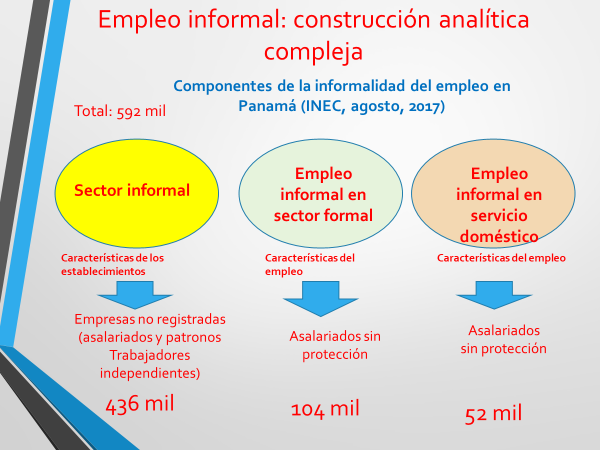 Empleo informal: construcción analítica
compleja
Componentes de la informalidad del empleo en
Panamá (INEC, agosto, 2017)
Total: 592 mil
Sector informal
Empleo
informal en
sector formal
Empleo
informal en
servicio
doméstico
Características de los
establecimientos
Características del
empleo
Características del empleo
Empresas no registradas
(asalariados y patronos
Trabajadores
independientes)
Asalariados sin
protección
Asalariados
sin protección
436 mil
104 mil
52 mil